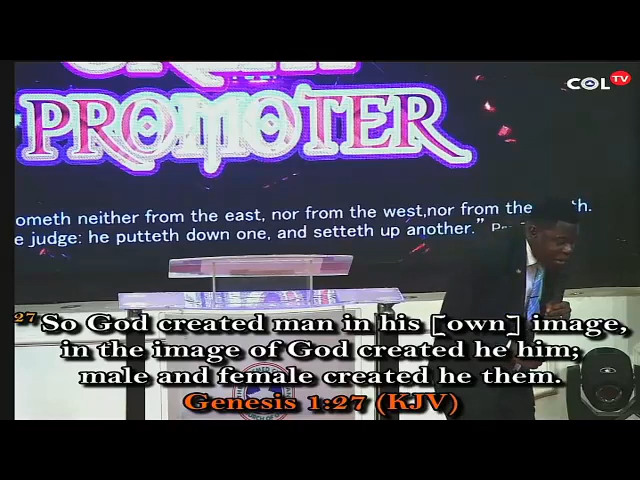 COL TV
PROMOTER
ometh neither from the east, nor from the west,nor from the
e judge: he putteth down one, and setteth up another."
27 So God created man in his [own] image,
in the image of God created he him;
male and female created he them.
Genesis 1:27 (KJV)